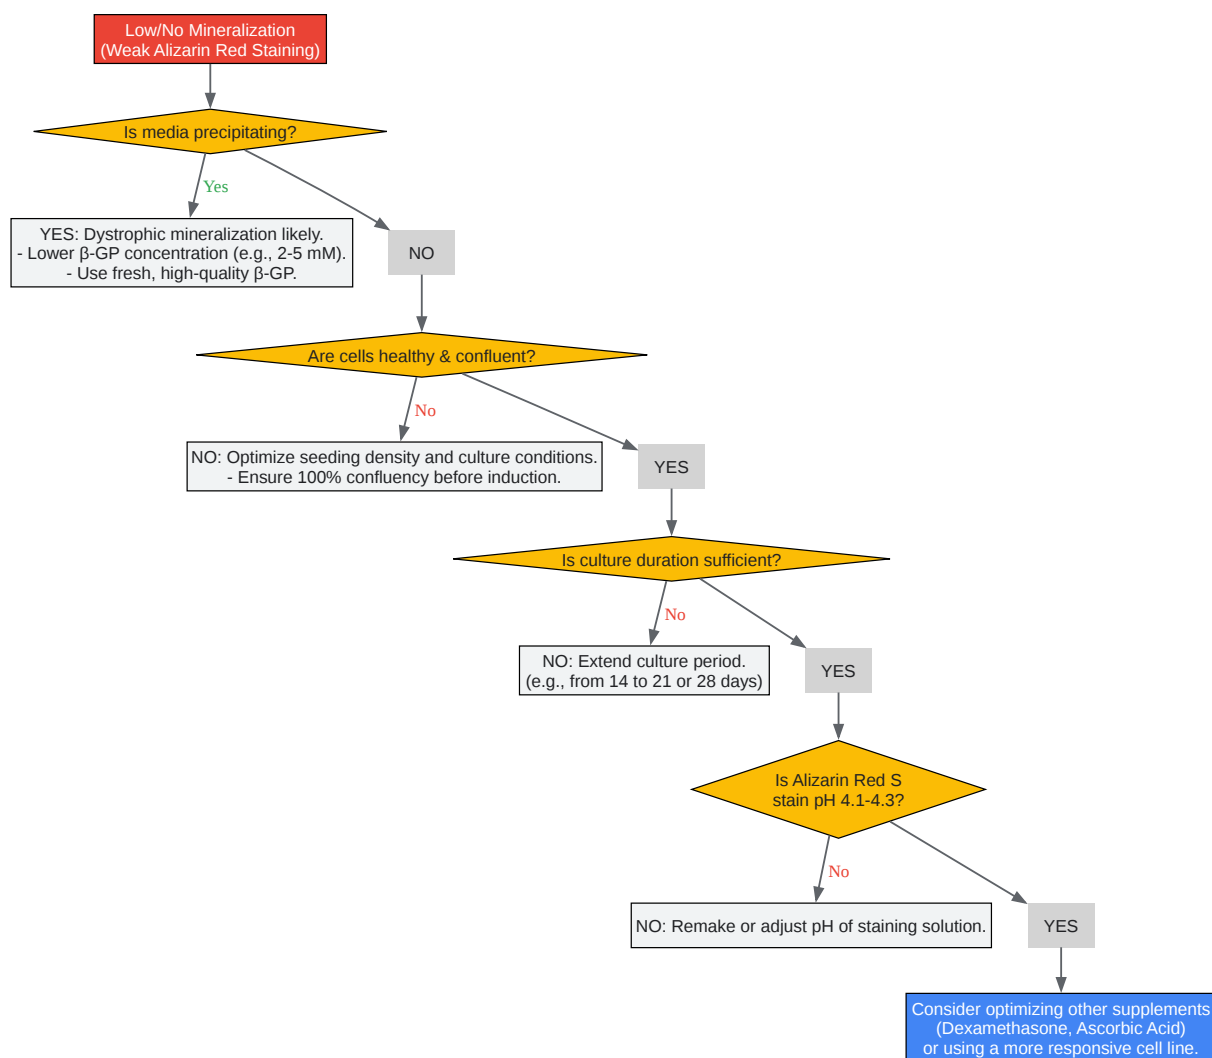 Low/No Mineralization
(Weak Alizarin Red Staining)
Is media precipitating?
Yes
YES: Dystrophic mineralization likely.
- Lower β-GP concentration (e.g., 2-5 mM).
- Use fresh, high-quality β-GP.
NO
Are cells healthy & confluent?
No
NO: Optimize seeding density and culture conditions.
- Ensure 100% confluency before induction.
YES
Is culture duration sufficient?
No
NO: Extend culture period.
(e.g., from 14 to 21 or 28 days)
YES
Is Alizarin Red S
stain pH 4.1-4.3?
No
NO: Remake or adjust pH of staining solution.
YES
Consider optimizing other supplements
(Dexamethasone, Ascorbic Acid)
or using a more responsive cell line.